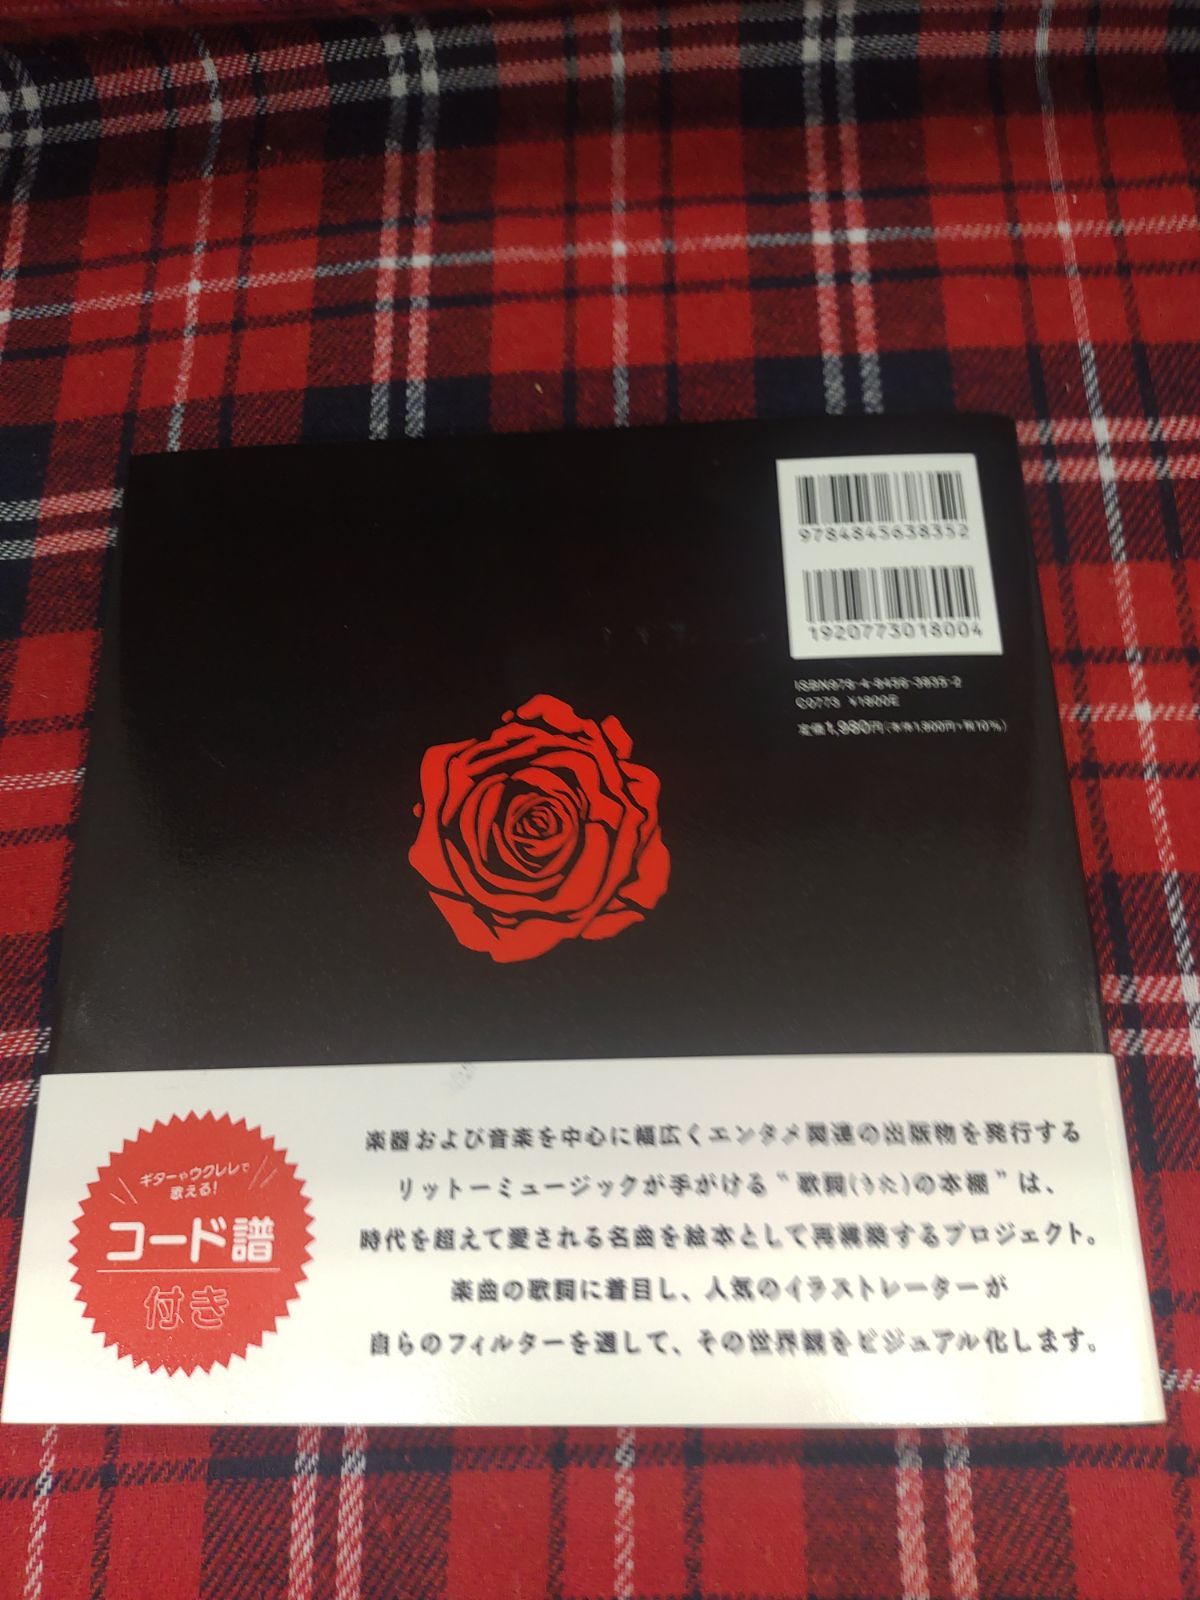 9784845638352
1920773018004
ISBN978-4-8456-3835-2
C0773 ¥1800E
定価1,980円(本体1,800円+税10%)
ギターやウクレレで
歌える!
コード譜
付き
楽器および音楽を中心に幅広くエンタメ関連の出版物を発行する
リットーミュージックが手がける“歌詞(うた)の本棚”は、
時代を超えて愛される名曲を絵本として再構築するプロジェクト。
楽曲の歌詞に着目し、人気のイラストレーターが
自らのフィルターを通して、その世界観をビジュアル化します。